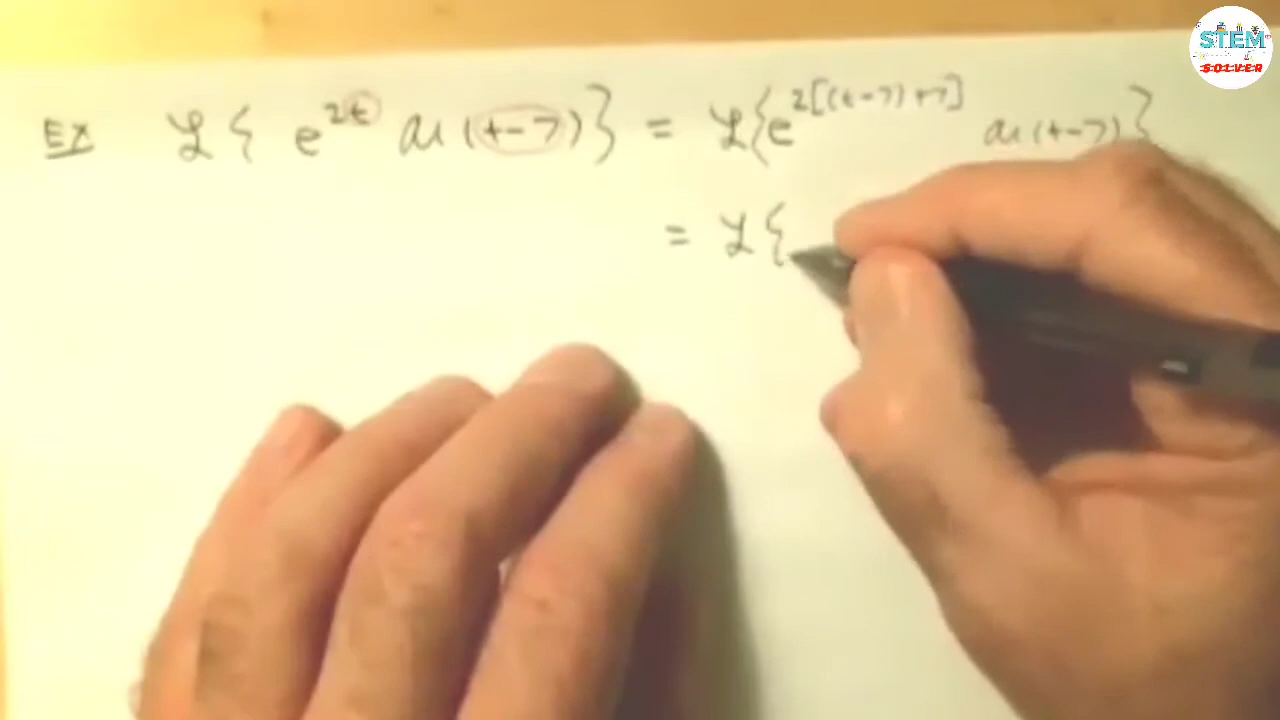 STEM
SOLVER
Ex ℒ{ e^{2t} 𝓊(t-7)} = ℒ{e^{2[(t-7)+7]} 𝓊(t-7)}
= ℒ{